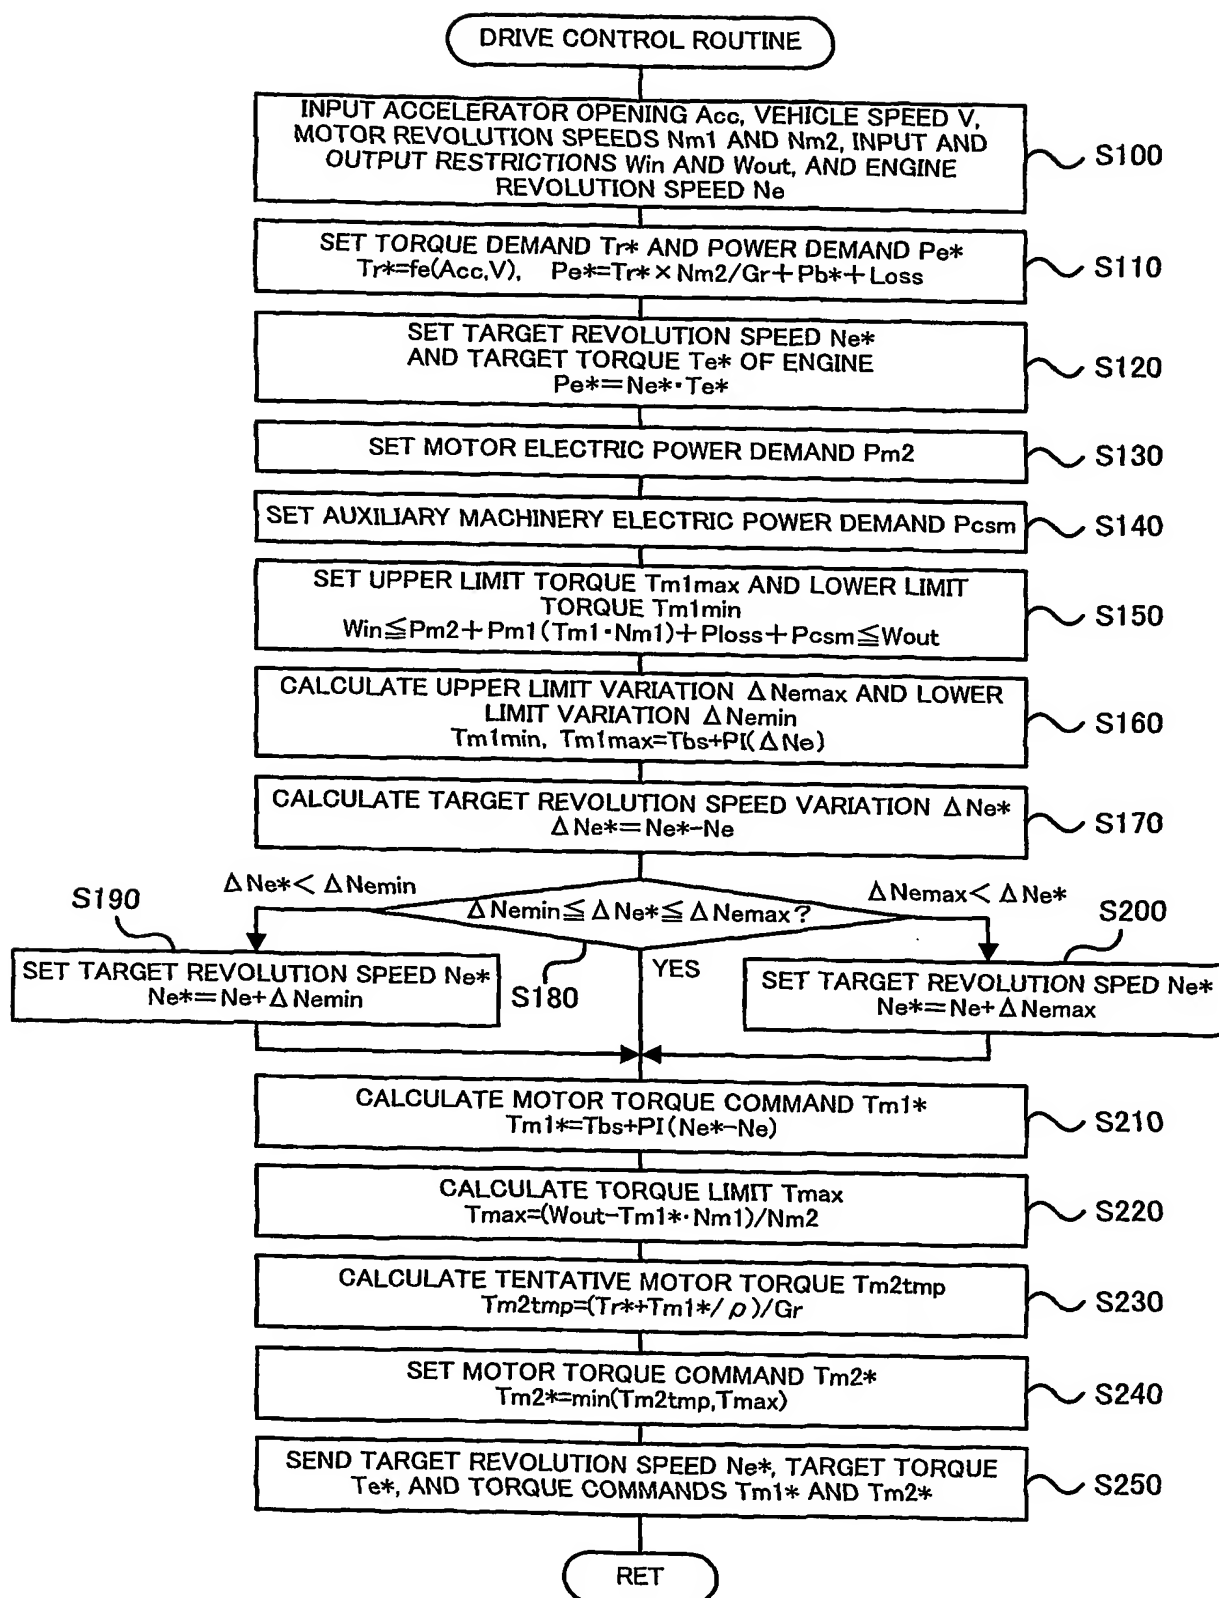 DRIVE CONTROL ROUTINE
INPUT ACCELERATOR OPENING Acc, VEHICLE SPEED V,
MOTOR REVOLUTION SPEEDS Nm1 AND Nm2, INPUT AND
OUTPUT RESTRICTIONS Win AND Wout, AND ENGINE
REVOLUTION SPEED Ne
S100
SET TORQUE DEMAND Tr* AND POWER DEMAND Pe*
Tr*=fe(Acc,V), Pe*=Tr*×Nm2/Gr+Pb*+Loss
S110
SET TARGET REVOLUTION SPEED Ne*
AND TARGET TORQUE Te* OF ENGINE
Pe*=Ne*・Te*
S120
SET MOTOR ELECTRIC POWER DEMAND Pm2
S130
SET AUXILIARY MACHINERY ELECTRIC POWER DEMAND Pcsm
S140
SET UPPER LIMIT TORQUE Tm1max AND LOWER LIMIT
TORQUE Tm1min
Win≦Pm2+Pm1(Tm1・Nm1)+Ploss+Pcsm≦Wout
S150
CALCULATE UPPER LIMIT VARIATION ΔNemax AND LOWER
LIMIT VARIATION ΔNemin
Tm1min, Tm1max=Tbs+PI(ΔNe)
S160
CALCULATE TARGET REVOLUTION SPEED VARIATION ΔNe*
ΔNe*=Ne*-Ne
S170
ΔNe*<ΔNemin
ΔNemin≦ΔNe*≦ΔNemax?
ΔNemax<ΔNe*
S190
S180
YES
S200
SET TARGET REVOLUTION SPEED Ne*
Ne*=Ne+ΔNemin
SET TARGET REVOLUTION SPED Ne*
Ne*=Ne+ΔNemax
CALCULATE MOTOR TORQUE COMMAND Tm1*
Tm1*=Tbs+PI(Ne*-Ne)
S210
CALCULATE TORQUE LIMIT Tmax
Tmax=(Wout-Tm1*・Nm1)/Nm2
S220
CALCULATE TENTATIVE MOTOR TORQUE Tm2tmp
Tm2tmp=(Tr*+Tm1*/ρ)/Gr
S230
SET MOTOR TORQUE COMMAND Tm2*
Tm2*=min(Tm2tmp,Tmax)
S240
SEND TARGET REVOLUTION SPEED Ne*, TARGET TORQUE
Te*, AND TORQUE COMMANDS Tm1* AND Tm2*
S250
RET